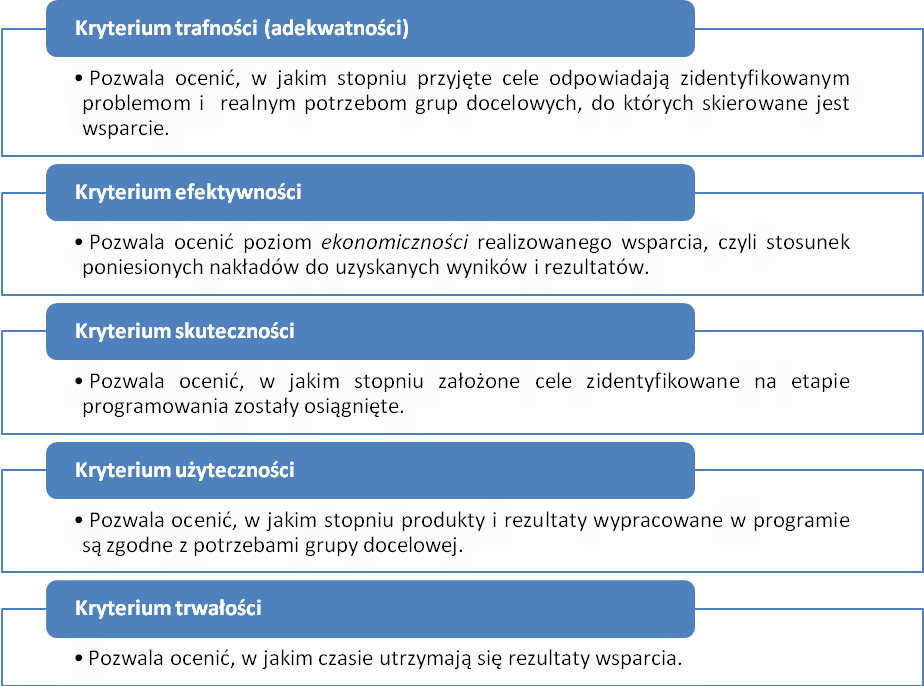 Kryterium trafności (adekwatności)
• Pozwala ocenić, w jakim stopniu przyjęte cele odpowiadają zidentyfikowanym
problemom i realnym potrzebom grup docelowych, do których skierowane jest
wsparcie.
Kryterium efektywności
• Pozwala ocenić poziom ekonomiczności realizowanego wsparcia, czyli stosunek
poniesionych nakładów do uzyskanych wyników i rezultatów.
Kryterium skuteczności
• Pozwala ocenić, w jakim stopniu założone cele zidentyfikowane na etapie
programowania zostały osiągnięte.
Kryterium użyteczności
• Pozwala ocenić, w jakim stopniu produkty i rezultaty wypracowane w programie
są zgodne z potrzebami grupy docelowej.
Kryterium trwałości
• Pozwala ocenić, w jakim czasie utrzymają się rezultaty wsparcia.